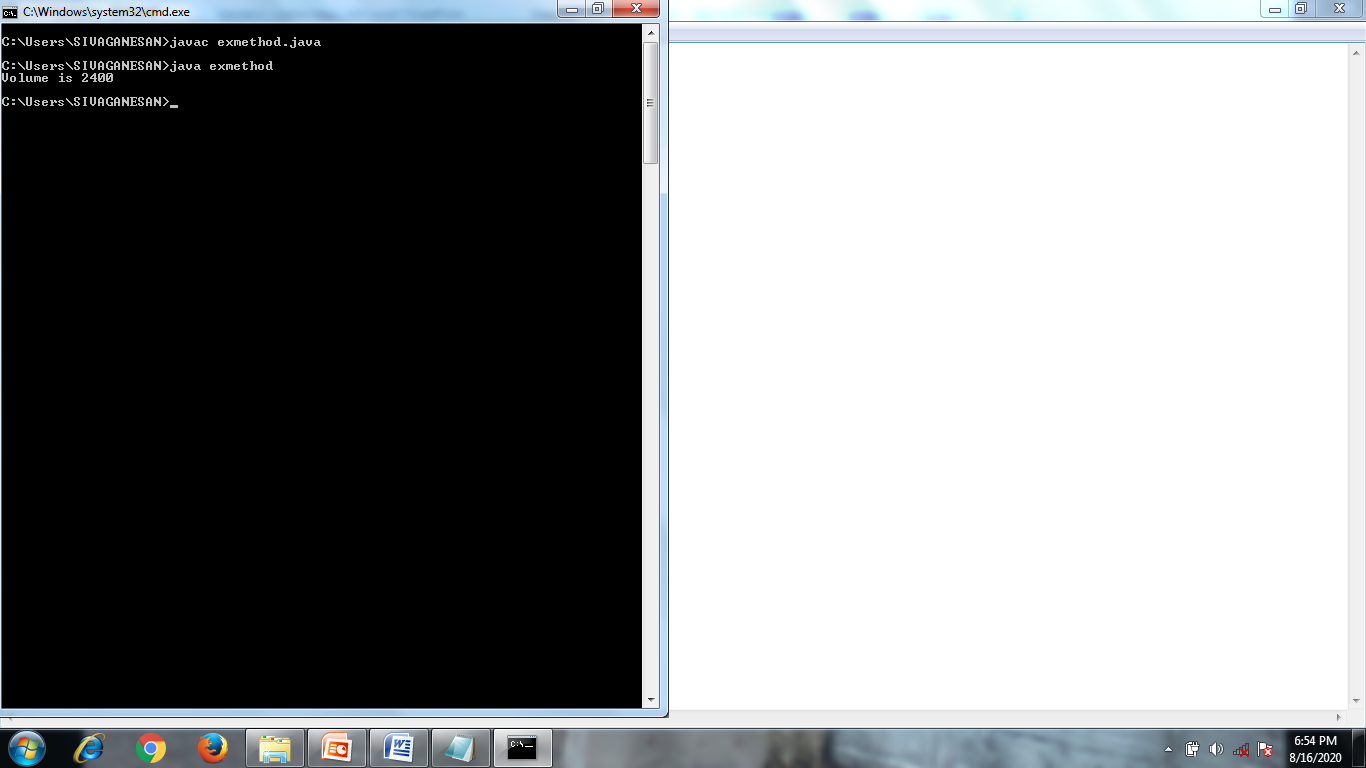 C:\Windows\system32\cmd.exe
C:\Users\SIVAGANESAN>javac exmethod.java
C:\Users\SIVAGANESAN>java exmethod
Volume is 2400
C:\Users\SIVAGANESAN>_
6:54 PM
8/16/2020